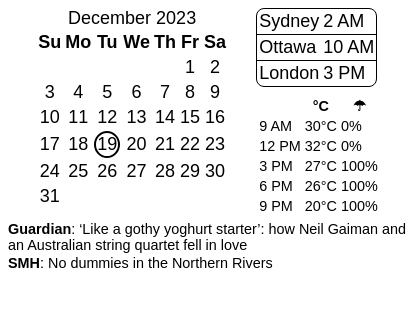 December 2023
Su Mo Tu We Th Fr Sa
1 2
3 4 5 6 7 8 9
10 11 12 13 14 15 16
17 18 19 20 21 22 23
24 25 26 27 28 29 30
31
Sydney 2 AM
Ottawa 10 AM
London 3 PM
°C ☂
9 AM 30°C 0%
12 PM 32°C 0%
3 PM 27°C 100%
6 PM 26°C 100%
9 PM 20°C 100%
Guardian: ‘Like a gothy yoghurt starter’: how Neil Gaiman and
an Australian string quartet fell in love
SMH: No dummies in the Northern Rivers